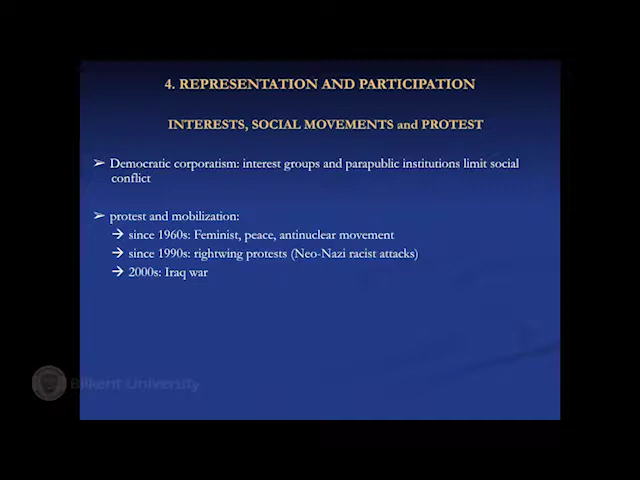 4. REPRESENTATION AND PARTICIPATION
INTERESTS, SOCIAL MOVEMENTS and PROTEST
➢ Democratic corporatism: interest groups and parapublic institutions limit social
conflict
➢ protest and mobilization:
→ since 1960s: Feminist, peace, antinuclear movement
→ since 1990s: rightwing protests (Neo-Nazi racist attacks)
→ 2000s: Iraq war
Bilkent University